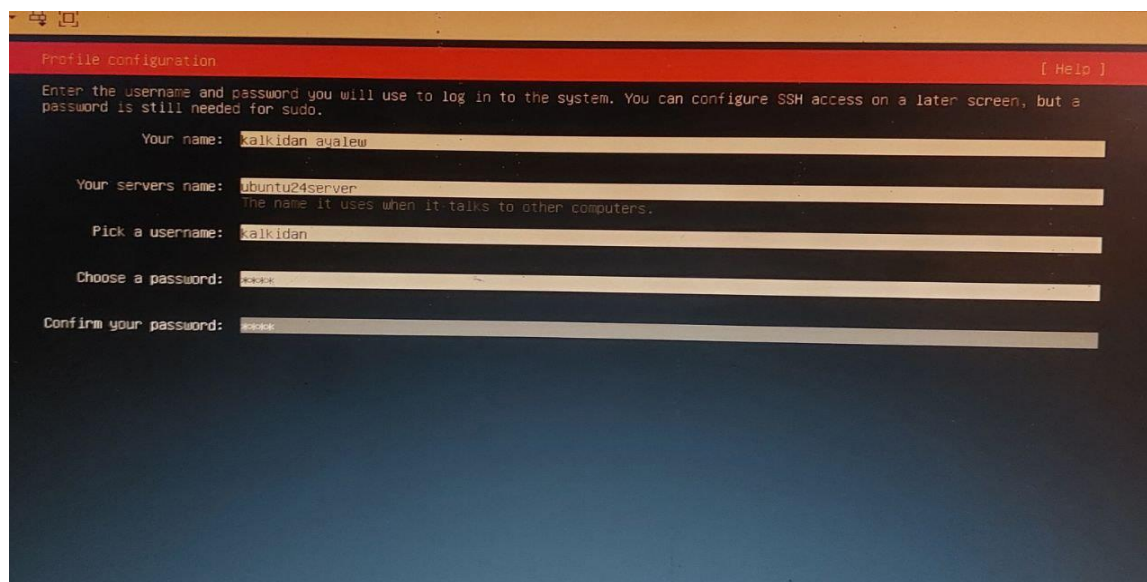 Profile configuration [ Help ]
Enter the username and password you will use to log in to the system. You can configure SSH access on a later screen, but a
password is still needed for sudo.
Your name: kalkidan ayalew
Your servers name: ubuntu24server
The name it uses when it talks to other computers.
Pick a username: kalkidan
Choose a password: ****
Confirm your password: ****